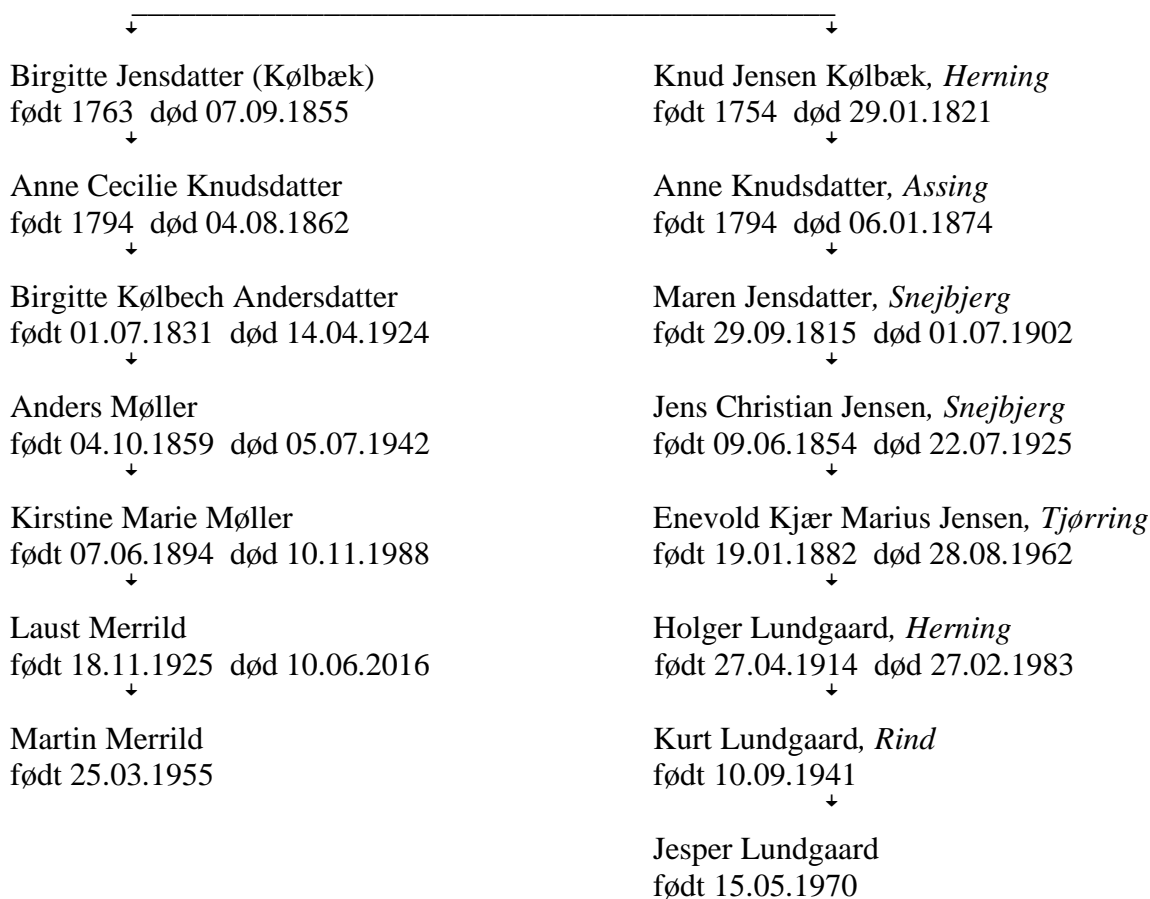 Birgitte Jensdatter (Kølbæk)
født 1763  død 07.09.1855
Anne Cecilie Knudsdatter
født 1794  død 04.08.1862
Birgitte Kølbech Andersdatter
født 01.07.1831  død 14.04.1924
Anders Møller
født 04.10.1859  død 05.07.1942
Kirstine Marie Møller
født 07.06.1894  død 10.11.1988
Laust Merrild
født 18.11.1925  død 10.06.2016
Martin Merrild
født 25.03.1955
Knud Jensen Kølbæk, Herning
født 1754  død 29.01.1821
Anne Knudsdatter, Assing
født 1794  død 06.01.1874
Maren Jensdatter, Snejbjerg
født 29.09.1815  død 01.07.1902
Jens Christian Jensen, Snejbjerg
født 09.06.1854  død 22.07.1925
Enevold Kjær Marius Jensen, Tjørring
født 19.01.1882  død 28.08.1962
Holger Lundgaard, Herning
født 27.04.1914  død 27.02.1983
Kurt Lundgaard, Rind
født 10.09.1941
Jesper Lundgaard
født 15.05.1970